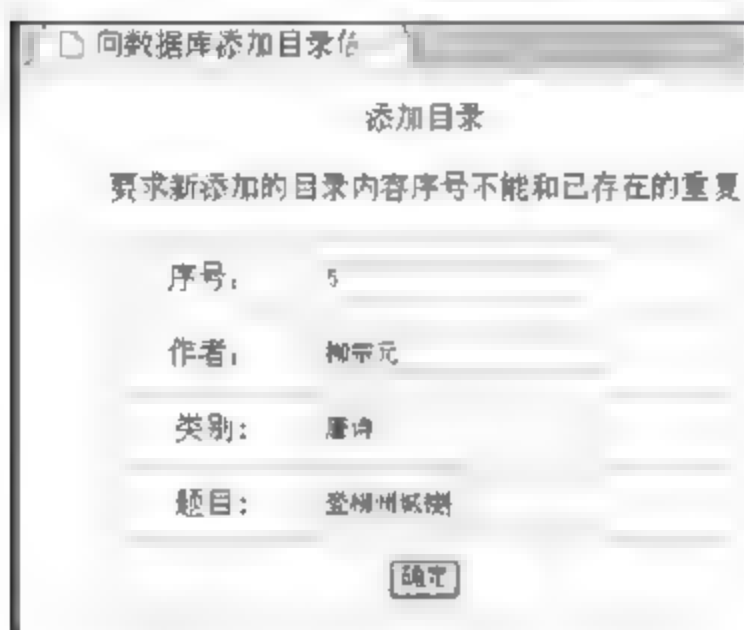 向数据库添加目录信
添加目录
要求新添加的目录内容序号不能和已存在的重复
序号: 5
作者: 柳宗元
类别: 唐诗
题目: 登柳州城楼
确定